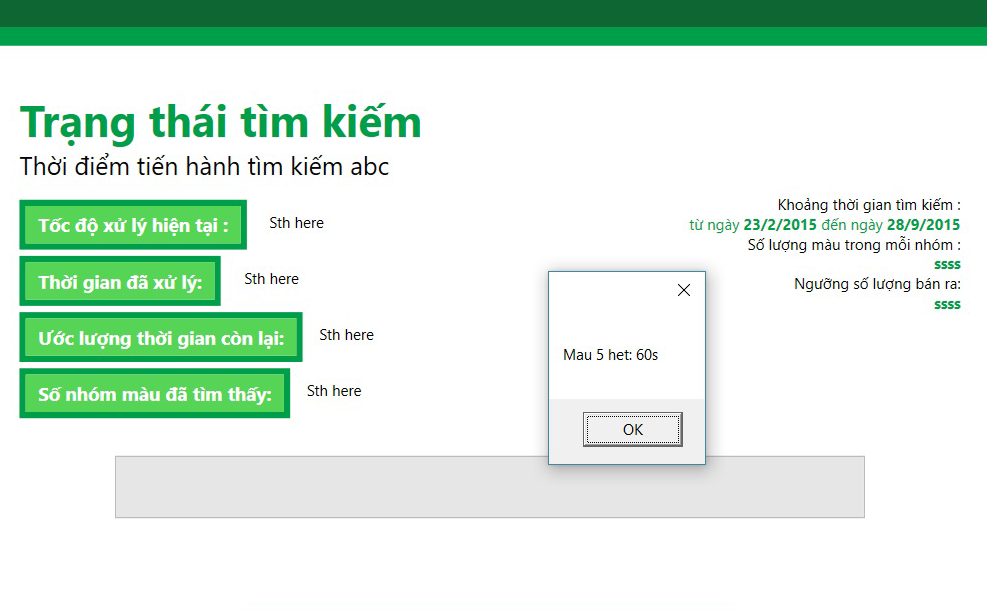 Trạng thái tìm kiếm
Thời điểm tiến hành tìm kiếm abc
Tốc độ xử lý hiện tại :
Sth here
Thời gian đã xử lý:
Sth here
Ước lượng thời gian còn lại:
Sth here
Số nhóm màu đã tìm thấy:
Sth here
Khoảng thời gian tìm kiếm :
từ ngày 23/2/2015 đến ngày 28/9/2015
Số lượng màu trong mỗi nhóm :
ssss
Ngưỡng số lượng bán ra:
ssss
Mau 5 het: 60s
OK